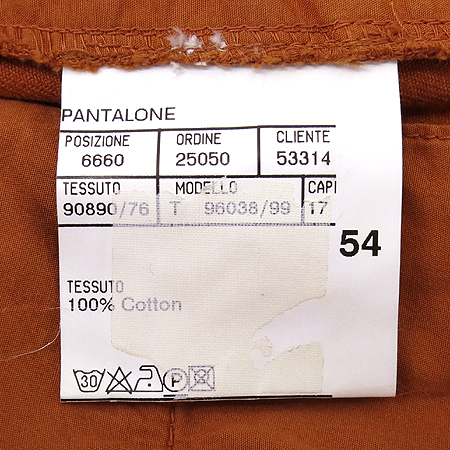 PANTALONE
POSIZIONE ORDINE CLIENTE
6660 25050 53314
TESSUTO MODELLO CAPI
90890/76 T 96038/99 17
54
TESSUTO
100% Cotton
30 P